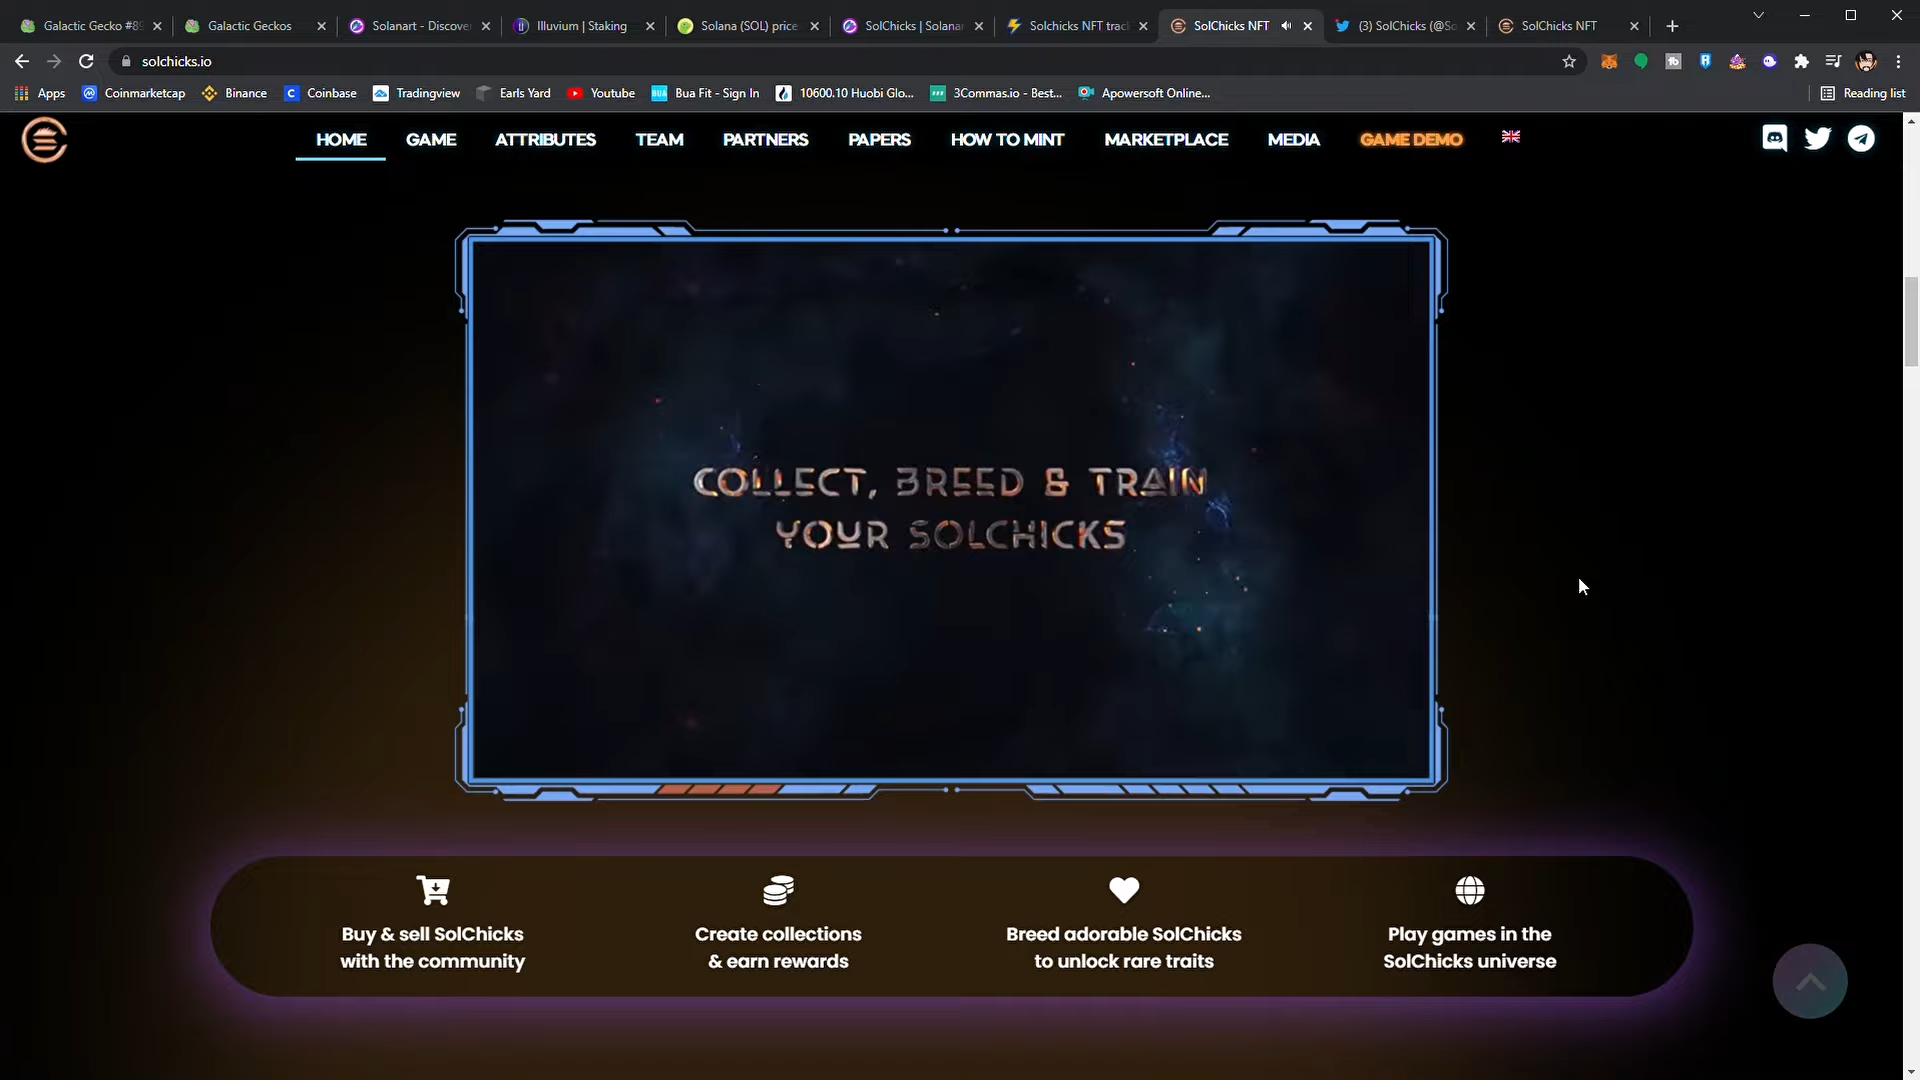 Galactic Gecko #89
Galactic Geckos
Solanart - Discove
Illuvium | Staking
Solana (SOL) price
SolChicks | Solana
Solchicks NFT trac
SolChicks NFT
(3) SolChicks (@So
SolChicks NFT
solchicks.io
Apps
Coinmarketcap
Binance
Coinbase
Tradingview
Earls Yard
Youtube
Bua Fit - Sign In
10600.10 Huobi Glo...
3Commas.io - Best...
Apowersoft Online...
Reading list
HOME
GAME
ATTRIBUTES
TEAM
PARTNERS
PAPERS
HOW TO MINT
MARKETPLACE
MEDIA
GAME DEMO
COLLECT, BREED & TRAIN
YOUR SOLCHICKS
Buy & sell SolChicks
with the community
Create collections
& earn rewards
Breed adorable SolChicks
to unlock rare traits
Play games in the
SolChicks universe